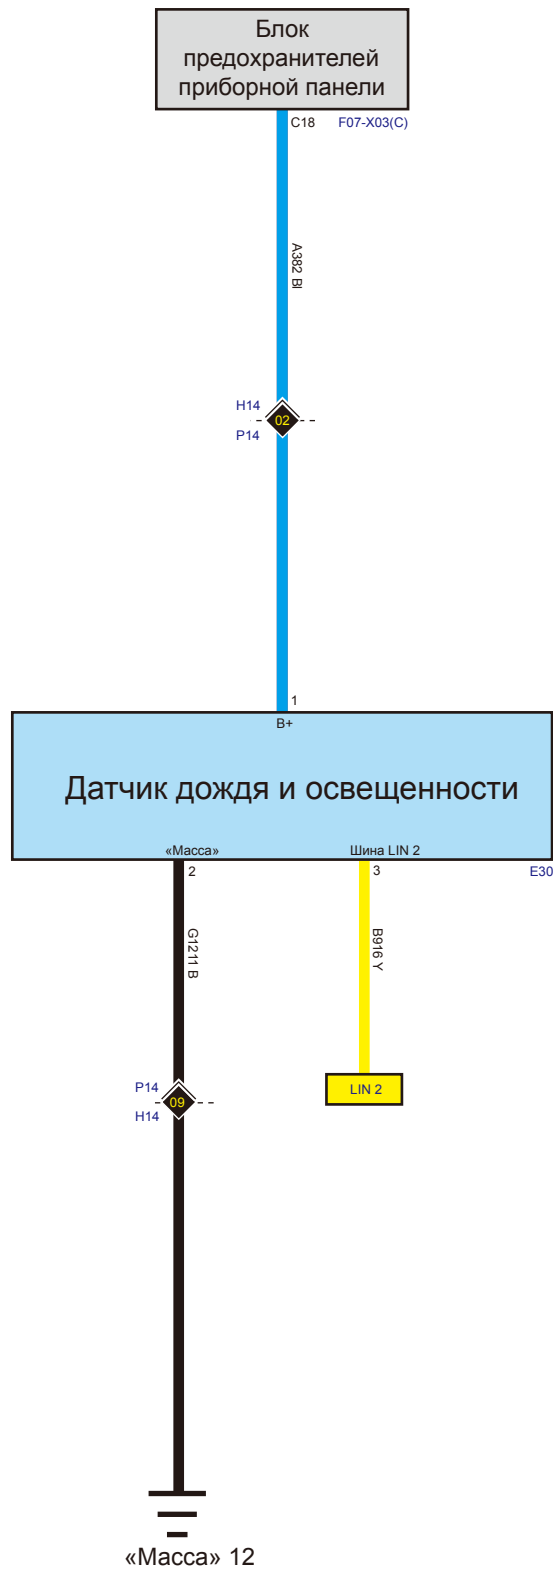 Блок
предохранителей
приборной панели
C18 F07-X03(C)
A382 Bl
H14
02
P14
1
B+
Датчик дождя и освещенности
«Масса» Шина LIN 2
2 3 E30
G1211 B B916 Y
P14
09
H14
LIN 2
«Масса» 12